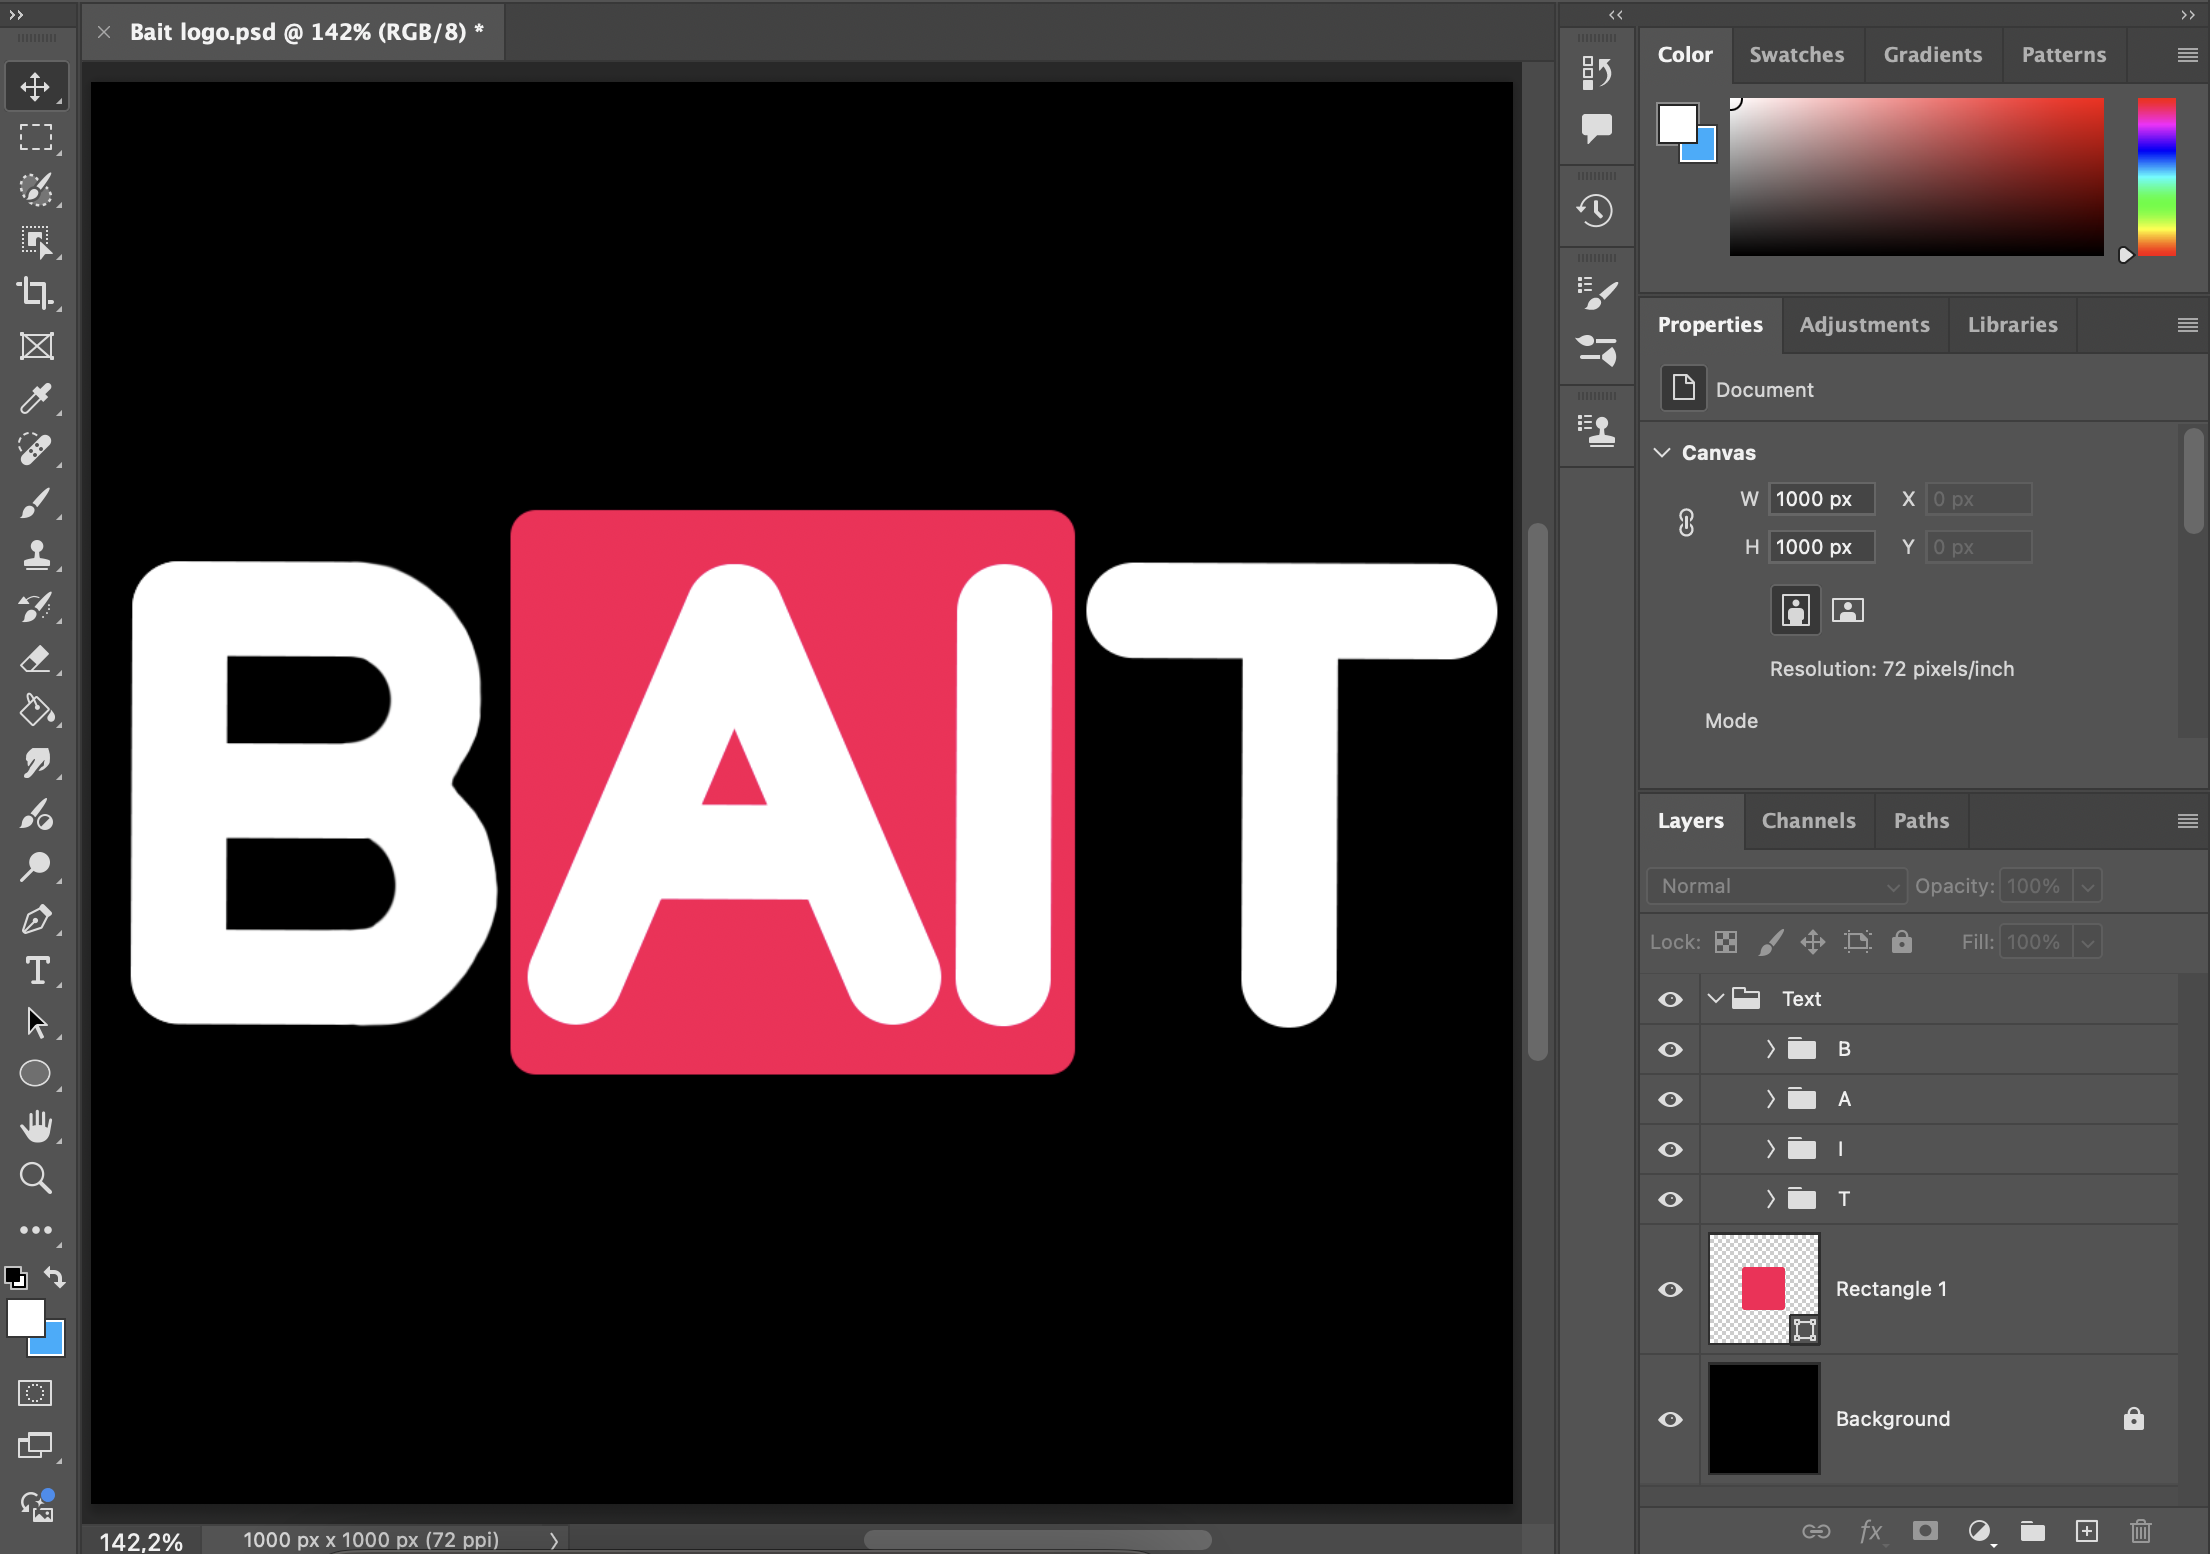 Bait logo.psd @ 142% (RGB/8) *
BAIT
142,2%
1000 px x 1000 px (72 ppi)
Color
Swatches
Gradients
Patterns
Properties
Adjustments
Libraries
Document
Canvas
W 1000 px X 0 px
H 1000 px Y 0 px
Resolution: 72 pixels/inch
Mode
Layers
Channels
Paths
Normal
Opacity: 100%
Lock:
Fill: 100%
Text
B
A
I
T
Rectangle 1
Background
fx